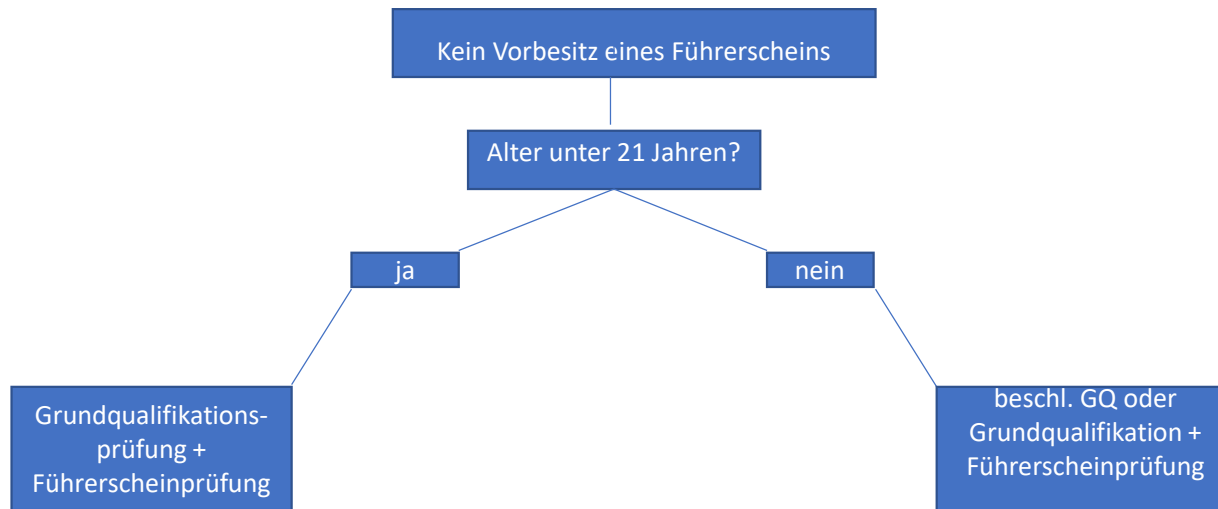 Kein Vorbesitz eines Führerscheins
Alter unter 21 Jahren?
ja
nein
Grundqualifikations-
prüfung +
Führerscheinprüfung
beschl. GQ oder
Grundqualifikation +
Führerscheinprüfung